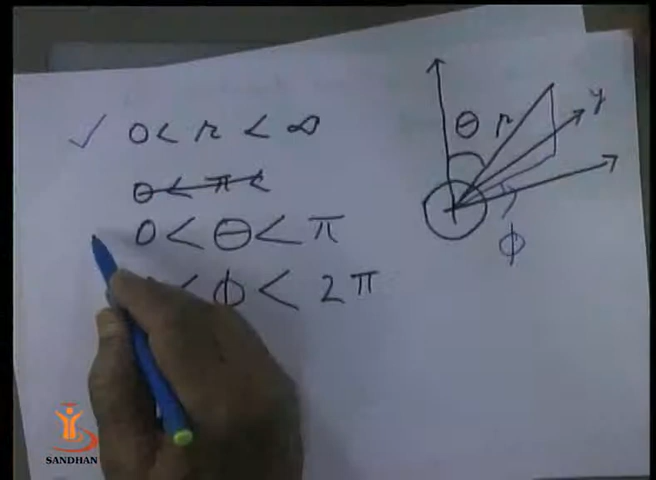 ✓ 0 < r < ∞
0 < θ < π
< ϕ < 2π
θ r
y
ϕ
SANDHAN